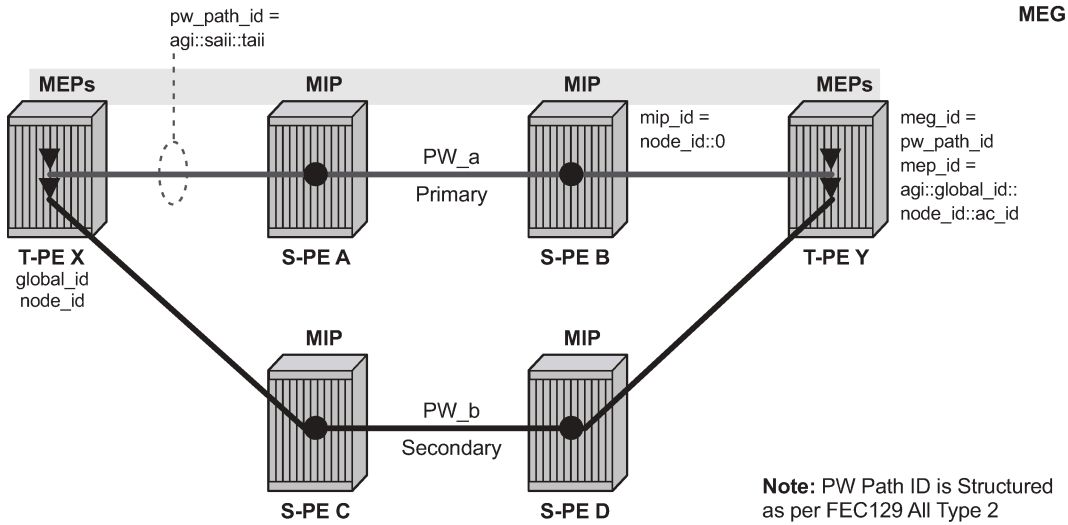 pw_path_id =
agi::saii::taii
MEG
MEPs
MIP
MIP
MEPs
mip_id =
node_id::0
meg_id =
pw_path_id
mep_id =
agi::global_id::
node_id::ac_id
PW_a
Primary
T-PE X
global_id
node_id
S-PE A
S-PE B
T-PE Y
MIP
MIP
PW_b
Secondary
S-PE C
S-PE D
Note: PW Path ID is Structured
as per FEC129 All Type 2